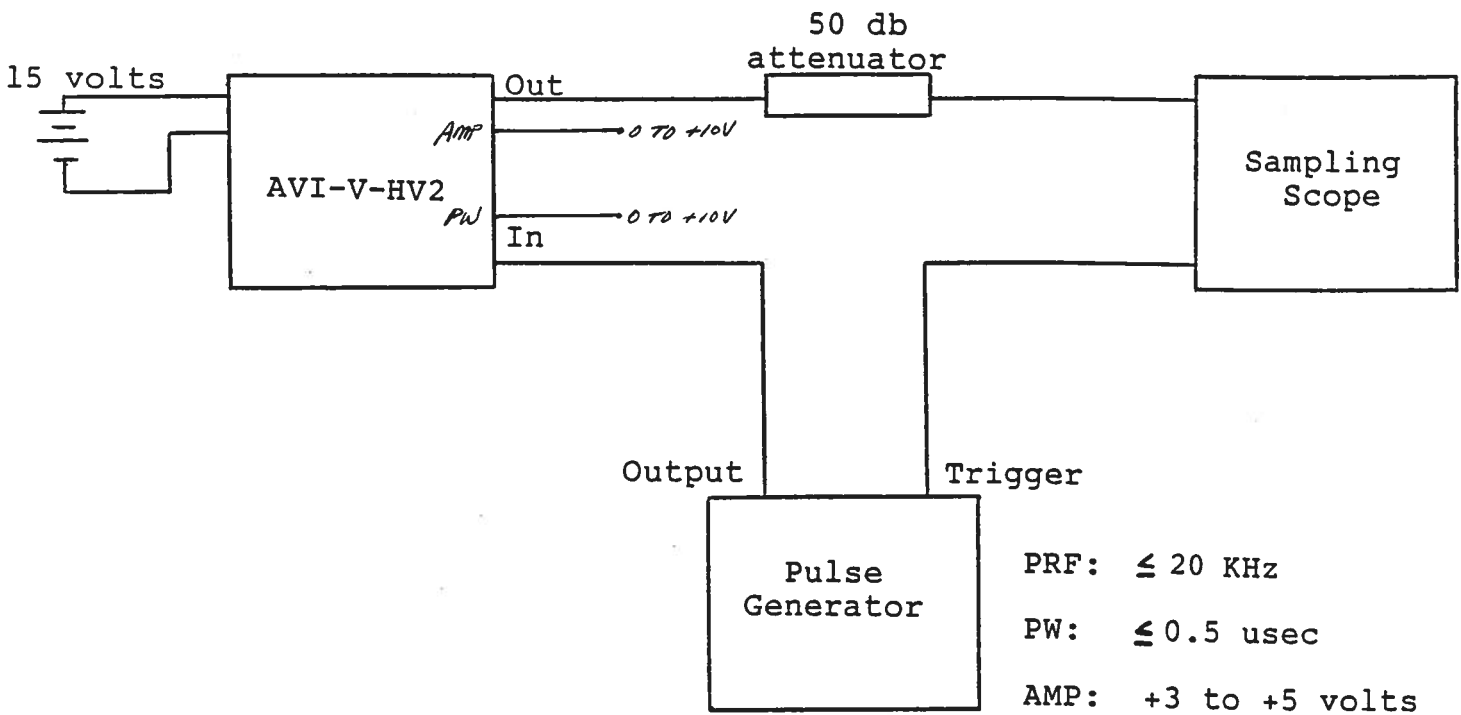 50 db
attenuator
15 volts
Out
AMP
0 TO +10V
AVI-V-HV2
PW
0 TO +10V
In
Sampling
Scope
Output
Trigger
Pulse
Generator
PRF: ≤ 20 KHz
PW: ≤ 0.5 usec
AMP: +3 to +5 volts